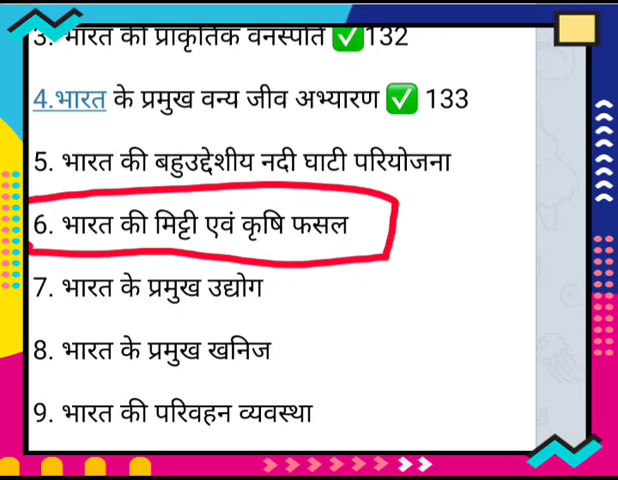 3. भारत की प्राकृतिक वनस्पति ✅132
4.भारत के प्रमुख वन्य जीव अभ्यारण ✅ 133
5. भारत की बहुउद्देशीय नदी घाटी परियोजना
6. भारत की मिट्टी एवं कृषि फसल
7. भारत के प्रमुख उद्योग
8. भारत के प्रमुख खनिज
9. भारत की परिवहन व्यवस्था